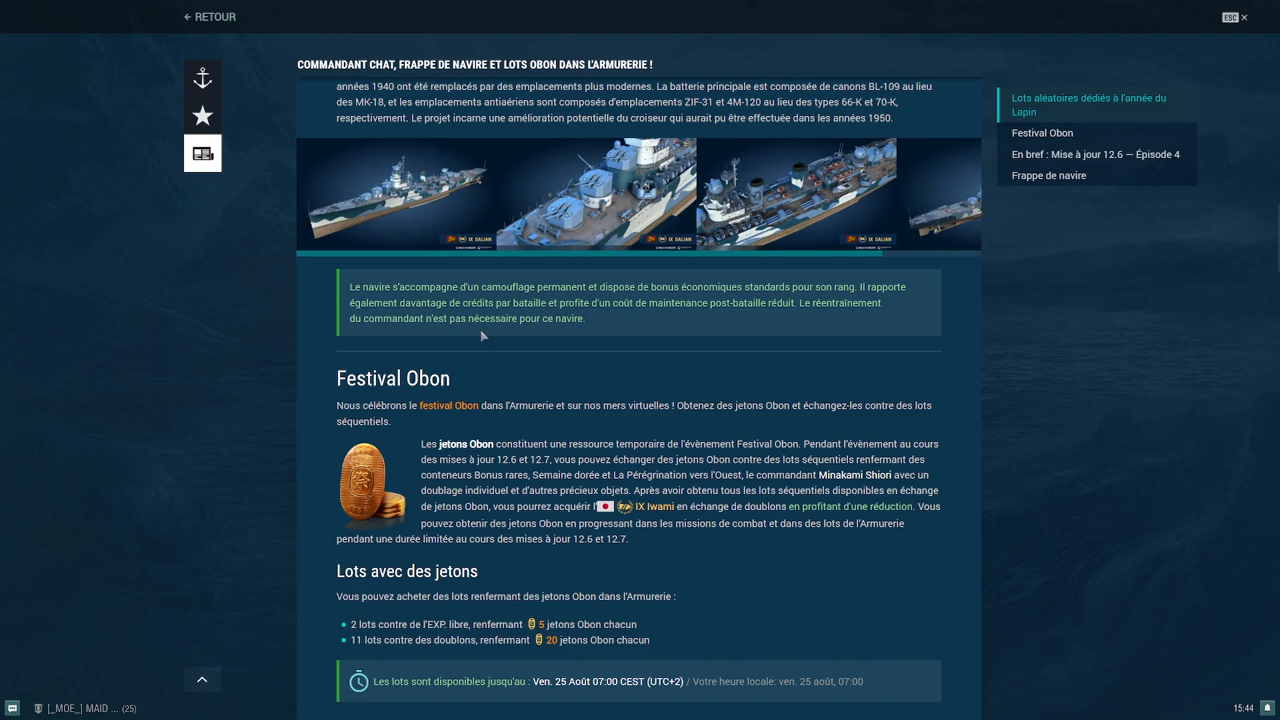 RETOUR
ESC
COMMANDANT CHAT, FRAPPE DE NAVIRE ET LOTS OBON DANS L'ARMURERIE !
années 1940 ont été remplacés par des emplacements plus modernes. La batterie principale est composée de canons BL-109 au lieu
des MK-18, et les emplacements antiaériens sont composés d'emplacements ZIF-31 et 4M-120 au lieu des types 66-K et 70-K,
respectivement. Le projet incarne une amélioration potentielle du croiseur qui aurait pu être effectuée dans les années 1950.
Lots aléatoires dédiés à l'année du
Lapin
Festival Obon
En bref : Mise à jour 12.6 — Épisode 4
Frappe de navire
IX DALIAN
IX DALIAN
IX DALIAN
Le navire s'accompagne d'un camouflage permanent et dispose de bonus économiques standards pour son rang. Il rapporte
également davantage de crédits par bataille et profite d'un coût de maintenance post-bataille réduit. Le réentraînement
du commandant n'est pas nécessaire pour ce navire.
Festival Obon
Nous célébrons le festival Obon dans l'Armurerie et sur nos mers virtuelles ! Obtenez des jetons Obon et échangez-les contre des lots
séquentiels.
Les jetons Obon constituent une ressource temporaire de l'évènement Festival Obon. Pendant l'évènement au cours
des mises à jour 12.6 et 12.7, vous pouvez échanger des jetons Obon contre des lots séquentiels renfermant des
conteneurs Bonus rares, Semaine dorée et La Pérégrination vers l'Ouest, le commandant Minakami Shiori avec un
doublage individuel et d'autres précieux objets. Après avoir obtenu tous les lots séquentiels disponibles en échange
de jetons Obon, vous pourrez acquérir l' IX Iwami en échange de doublons en profitant d'une réduction. Vous
pouvez obtenir des jetons Obon en progressant dans les missions de combat et dans des lots de l'Armurerie
pendant une durée limitée au cours des mises à jour 12.6 et 12.7.
Lots avec des jetons
Vous pouvez acheter des lots renfermant des jetons Obon dans l'Armurerie :
• 2 lots contre de l'EXP. libre, renfermant 5 jetons Obon chacun
• 11 lots contre des doublons, renfermant 20 jetons Obon chacun
Les lots sont disponibles jusqu'au : Ven. 25 Août 07:00 CEST (UTC+2) / Votre heure locale: ven. 25 août, 07:00
[_MOE_] MAID ... (25)
15:44